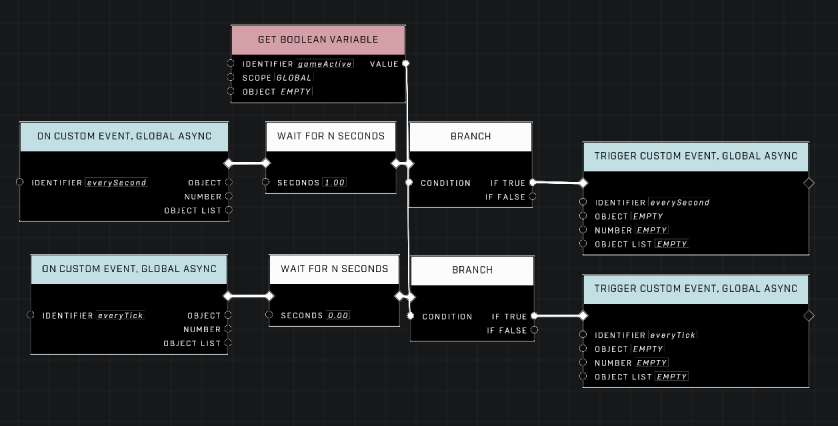 GET BOOLEAN VARIABLE
IDENTIFIER gameActive VALUE
SCOPE GLOBAL
OBJECT EMPTY
ON CUSTOM EVENT, GLOBAL ASYNC
IDENTIFIER everySecond OBJECT
NUMBER
OBJECT LIST
WAIT FOR N SECONDS
SECONDS 1.00
BRANCH
CONDITION IF TRUE
IF FALSE
TRIGGER CUSTOM EVENT, GLOBAL ASYNC
IDENTIFIER everySecond
OBJECT EMPTY
NUMBER EMPTY
OBJECT LIST EMPTY
ON CUSTOM EVENT, GLOBAL ASYNC
IDENTIFIER everyTick OBJECT
NUMBER
OBJECT LIST
WAIT FOR N SECONDS
SECONDS 0.00
BRANCH
CONDITION IF TRUE
IF FALSE
TRIGGER CUSTOM EVENT, GLOBAL ASYNC
IDENTIFIER everyTick
OBJECT EMPTY
NUMBER EMPTY
OBJECT LIST EMPTY